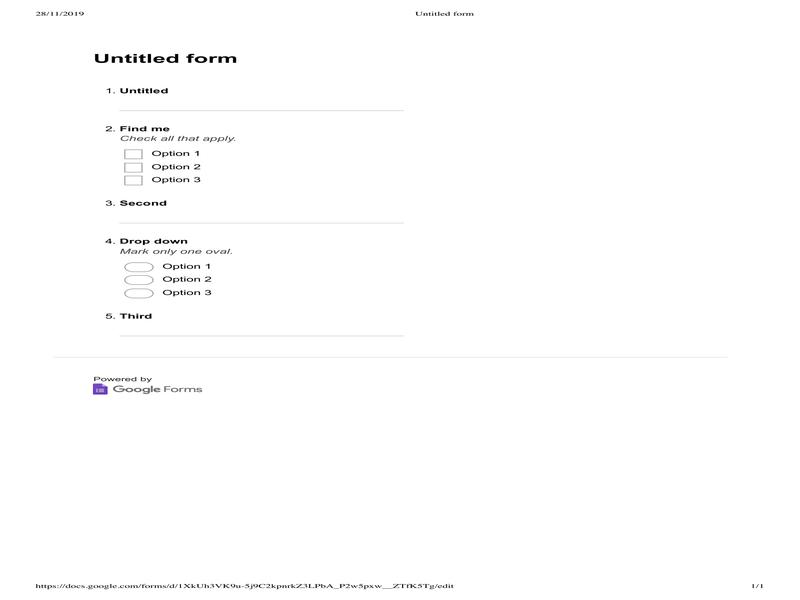 28/11/2019 Untitled form
Untitled form
1. Untitled
2. Find me
Check all that apply.
Option 1
Option 2
Option 3
3. Second
4. Drop down
Mark only one oval.
Option 1
Option 2
Option 3
5. Third
Powered by
Google Forms
https://docs.google.com/forms/d/1XkUh3VK9u-5j9C2kpnrkZ3LPbA_P2w5pxw__ZTfK5Tg/edit 1/1